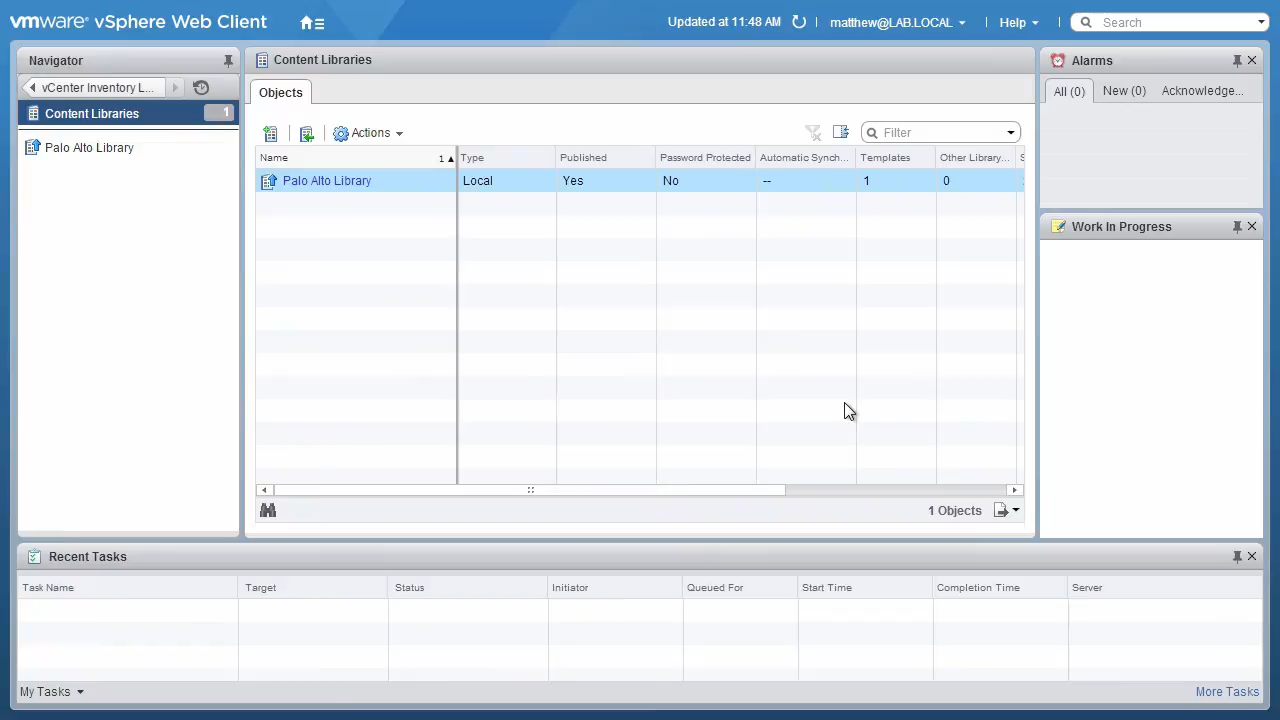 vmware® vSphere Web Client
Updated at 11:48 AM
matthew@LAB.LOCAL
Help
Search
Navigator
vCenter Inventory L...
Content Libraries
1
Palo Alto Library
Content Libraries
Objects
Actions
Filter
Name 1 Type Published Password Protected Automatic Synch... Templates Other Library... S
Palo Alto Library Local Yes No -- 1 0
1 Objects
Alarms
All (0) New (0) Acknowledge...
Work In Progress
Recent Tasks
Task Name Target Status Initiator Queued For Start Time Completion Time Server
My Tasks
More Tasks